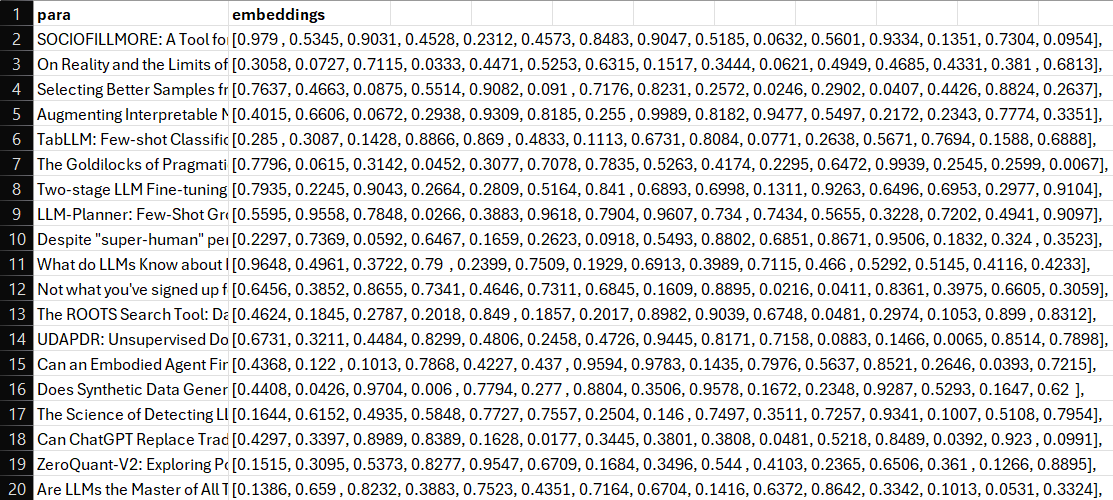 1 para embeddings
2 SOCIOFILLMORE: A Tool fo [0.979 , 0.5345, 0.9031, 0.4528, 0.2312, 0.4573, 0.8483, 0.9047, 0.5185, 0.0632, 0.5601, 0.9334, 0.1351, 0.7304, 0.0954],
3 On Reality and the Limits of [0.3058, 0.0727, 0.7115, 0.0333, 0.4471, 0.5253, 0.6315, 0.1517, 0.3444, 0.0621, 0.4949, 0.4685, 0.4331, 0.381 , 0.6813],
4 Selecting Better Samples fr [0.7637, 0.4663, 0.0875, 0.5514, 0.9082, 0.091 , 0.7176, 0.8231, 0.2572, 0.0246, 0.2902, 0.0407, 0.4426, 0.8824, 0.2637],
5 Augmenting Interpretable [0.4015, 0.6606, 0.0672, 0.2938, 0.9309, 0.8185, 0.255 , 0.9989, 0.8182, 0.9477, 0.5497, 0.2172, 0.2343, 0.7774, 0.3351],
6 TabLLM: Few-shot Classific [0.285 , 0.3087, 0.1428, 0.8866, 0.869 , 0.4833, 0.1113, 0.6731, 0.8084, 0.0771, 0.2638, 0.5671, 0.7694, 0.1588, 0.6888],
7 The Goldilocks of Pragmati [0.7796, 0.0615, 0.3142, 0.0452, 0.3077, 0.7078, 0.7835, 0.5263, 0.4174, 0.2295, 0.6472, 0.9939, 0.2545, 0.2599, 0.0067],
8 Two-stage LLM Fine-tuning [0.7935, 0.2245, 0.9043, 0.2664, 0.2809, 0.5164, 0.841 , 0.6893, 0.6998, 0.1311, 0.9263, 0.6496, 0.6953, 0.2977, 0.9104],
9 LLM-Planner: Few-Shot Gr [0.5595, 0.9558, 0.7848, 0.0266, 0.3883, 0.9618, 0.7904, 0.9607, 0.734 , 0.7434, 0.5655, 0.3228, 0.7202, 0.4941, 0.9097],
10 Despite "super-human" pe [0.2297, 0.7369, 0.0592, 0.6467, 0.1659, 0.2623, 0.0918, 0.5493, 0.8802, 0.6851, 0.8671, 0.9506, 0.1832, 0.324 , 0.3523],
11 What do LLMs Know about [0.9648, 0.4961, 0.3722, 0.79 , 0.2399, 0.7509, 0.1929, 0.6913, 0.3989, 0.7115, 0.466 , 0.5292, 0.5145, 0.4116, 0.4233],
12 Not what you've signed up f [0.6456, 0.3852, 0.8655, 0.7341, 0.4646, 0.7311, 0.6845, 0.1609, 0.8895, 0.0216, 0.0411, 0.8361, 0.3975, 0.6605, 0.3059],
13 The ROOTS Search Tool: Da [0.4624, 0.1845, 0.2787, 0.2018, 0.849 , 0.1857, 0.2017, 0.8982, 0.9039, 0.6748, 0.0481, 0.2974, 0.1053, 0.899 , 0.8312],
14 UDAPDR: Unsupervised Do [0.6731, 0.3211, 0.4484, 0.8299, 0.4806, 0.2458, 0.4726, 0.9445, 0.8171, 0.7158, 0.0883, 0.1466, 0.0065, 0.8514, 0.7898],
15 Can an Embodied Agent Fin [0.4368, 0.122 , 0.1013, 0.7868, 0.4227, 0.437 , 0.9594, 0.9783, 0.1435, 0.7976, 0.5637, 0.8521, 0.2646, 0.0393, 0.7215],
16 Does Synthetic Data Gener [0.4408, 0.0426, 0.9704, 0.006 , 0.7794, 0.277 , 0.8804, 0.3506, 0.9578, 0.1672, 0.2348, 0.9287, 0.5293, 0.1647, 0.62 ],
17 The Science of Detecting LL [0.1644, 0.6152, 0.4935, 0.5848, 0.7727, 0.7557, 0.2504, 0.146 , 0.7497, 0.3511, 0.7257, 0.9341, 0.1007, 0.5108, 0.7954],
18 Can ChatGPT Replace Trad [0.4297, 0.3397, 0.8989, 0.8389, 0.1628, 0.0177, 0.3445, 0.3801, 0.3808, 0.0481, 0.5218, 0.8489, 0.0392, 0.923 , 0.0991],
19 ZeroQuant-V2: Exploring Po [0.1515, 0.3095, 0.5373, 0.8277, 0.9547, 0.6709, 0.1684, 0.3496, 0.544 , 0.4103, 0.2365, 0.6506, 0.361 , 0.1266, 0.8895],
20 Are LLMs the Master of All T [0.1386, 0.659 , 0.8232, 0.3883, 0.7523, 0.4351, 0.7164, 0.6704, 0.1416, 0.6372, 0.8642, 0.3342, 0.1013, 0.0531, 0.3324],